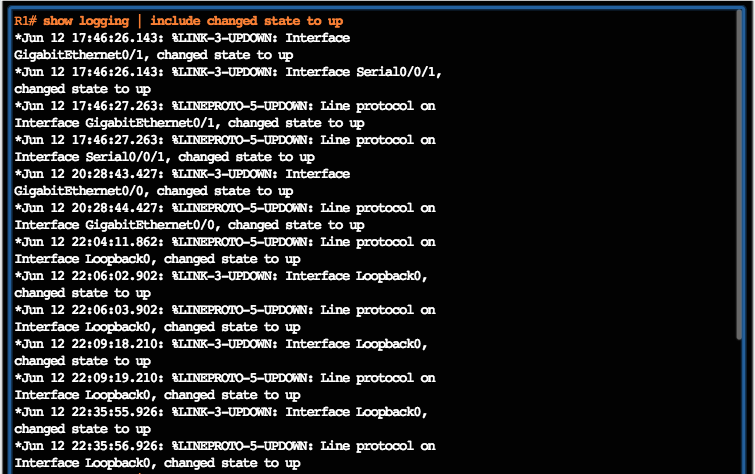 R1# show logging | include changed state to up
*Jun 12 17:46:26.143: %LINK-3-UPDOWN: Interface
GigabitEthernet0/1, changed state to up
*Jun 12 17:46:26.143: %LINK-3-UPDOWN: Interface Serial0/0/1,
changed state to up
*Jun 12 17:46:27.263: %LINEPROTO-5-UPDOWN: Line protocol on
Interface GigabitEthernet0/1, changed state to up
*Jun 12 17:46:27.263: %LINEPROTO-5-UPDOWN: Line protocol on
Interface Serial0/0/1, changed state to up
*Jun 12 20:28:43.427: %LINK-3-UPDOWN: Interface
GigabitEthernet0/0, changed state to up
*Jun 12 20:28:44.427: %LINEPROTO-5-UPDOWN: Line protocol on
Interface GigabitEthernet0/0, changed state to up
*Jun 12 22:04:11.862: %LINEPROTO-5-UPDOWN: Line protocol on
Interface Loopback0, changed state to up
*Jun 12 22:06:02.902: %LINK-3-UPDOWN: Interface Loopback0,
changed state to up
*Jun 12 22:06:03.902: %LINEPROTO-5-UPDOWN: Line protocol on
Interface Loopback0, changed state to up
*Jun 12 22:09:18.210: %LINK-3-UPDOWN: Interface Loopback0,
changed state to up
*Jun 12 22:09:19.210: %LINEPROTO-5-UPDOWN: Line protocol on
Interface Loopback0, changed state to up
*Jun 12 22:35:55.926: %LINK-3-UPDOWN: Interface Loopback0,
changed state to up
*Jun 12 22:35:56.926: %LINEPROTO-5-UPDOWN: Line protocol on
Interface Loopback0, changed state to up